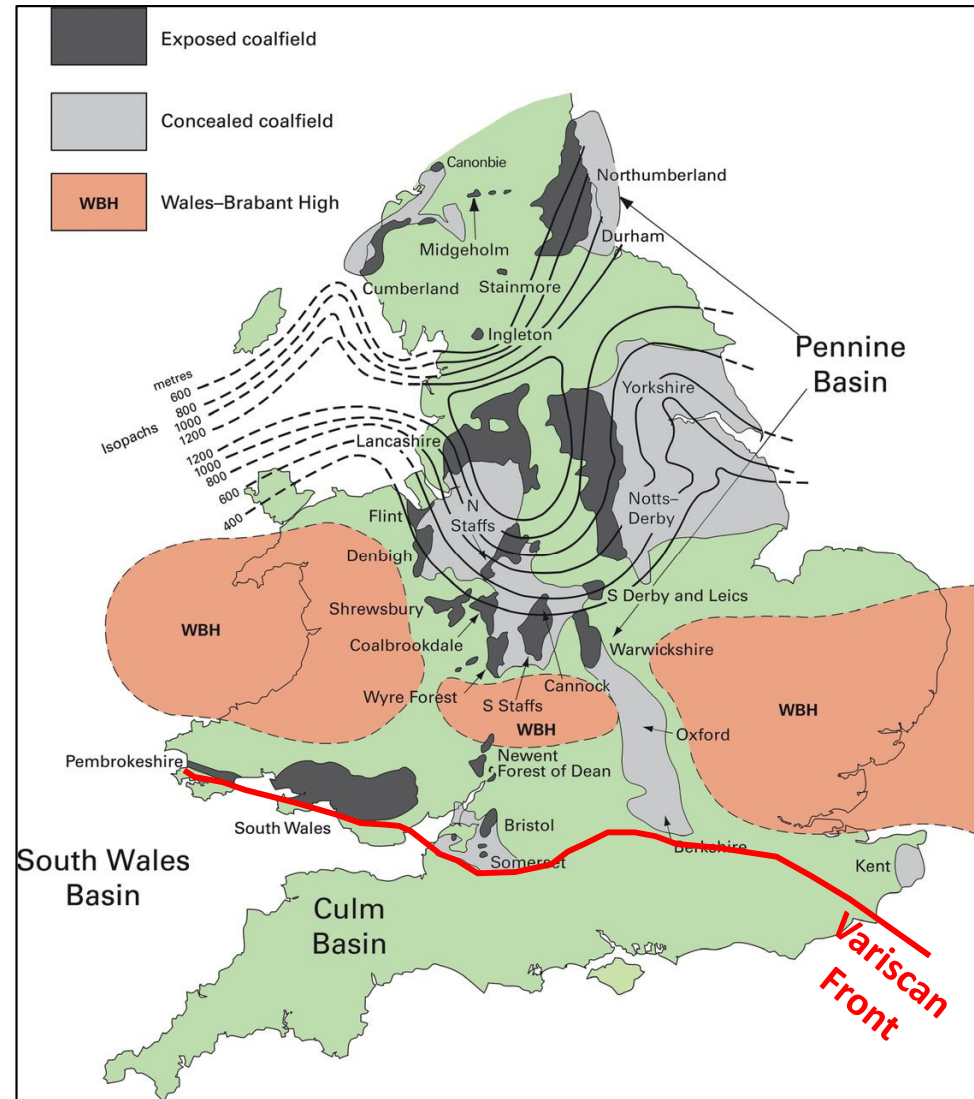 Exposed coalfield
Concealed coalfield
WBH
Wales–Brabant High
Canonbie
Northumberland
Midgeholm
Durham
Cumberland
Stainmore
Ingleton
Pennine
Basin
metres
600
800
1000
1200
Isopachs
1200
1000
800
600
400
Yorkshire
Lancashire
N
Staffs
Notts–
Derby
Flint
Denbigh
S Derby and Leics
Shrewsbury
Coalbrookdale
Warwickshire
Wyre Forest
Cannock
S Staffs
WBH
WBH
WBH
Oxford
Newent
Forest of Dean
Pembrokeshire
South Wales
Bristol
Somerset
Berkshire
Kent
South Wales
Basin
Culm
Basin
Variscan
Front